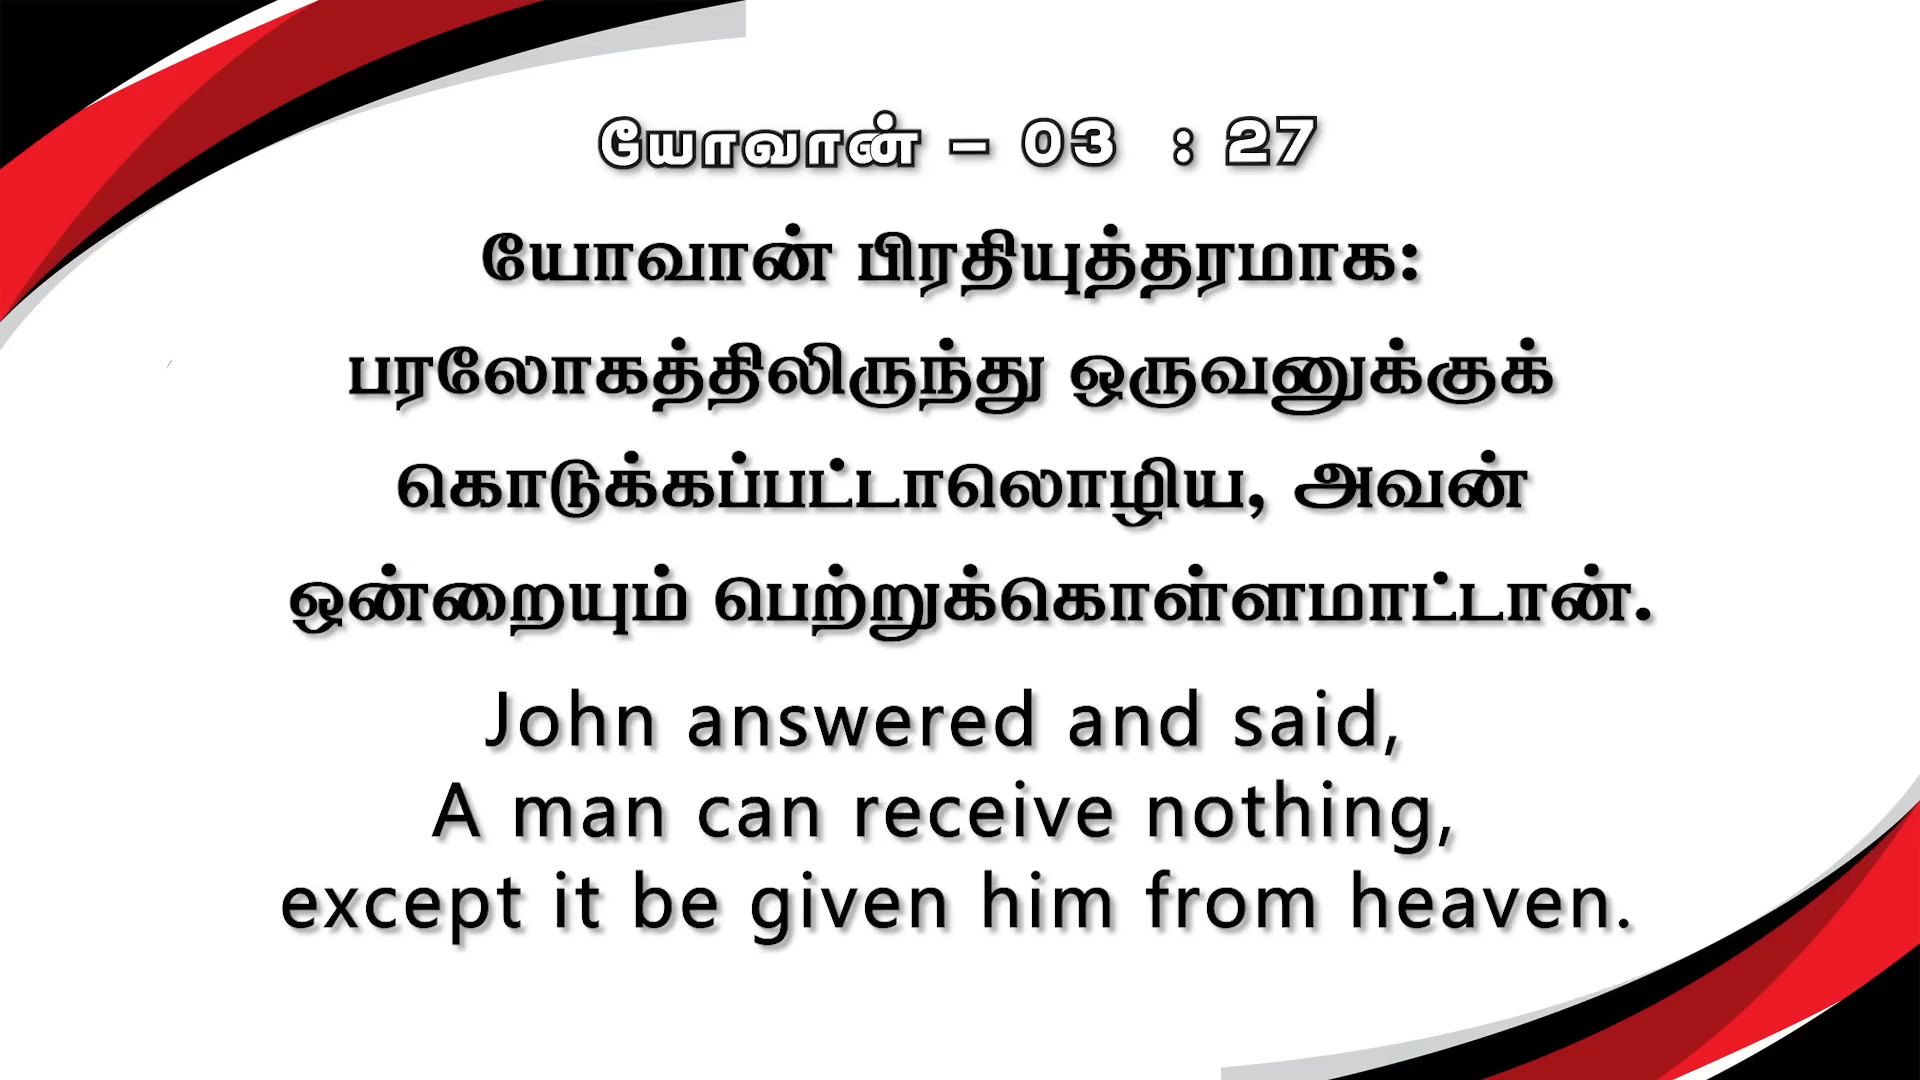 யோவான் - 03 : 27
யோவான் பிரதியுத்தரமாக:
பரலோகத்திலிருந்து ஒருவனுக்குக்
கொடுக்கப்பட்டாலொழிய, அவன்
ஒன்றையும் பெற்றுக்கொள்ளமாட்டான்.
John answered and said,
A man can receive nothing,
except it be given him from heaven.